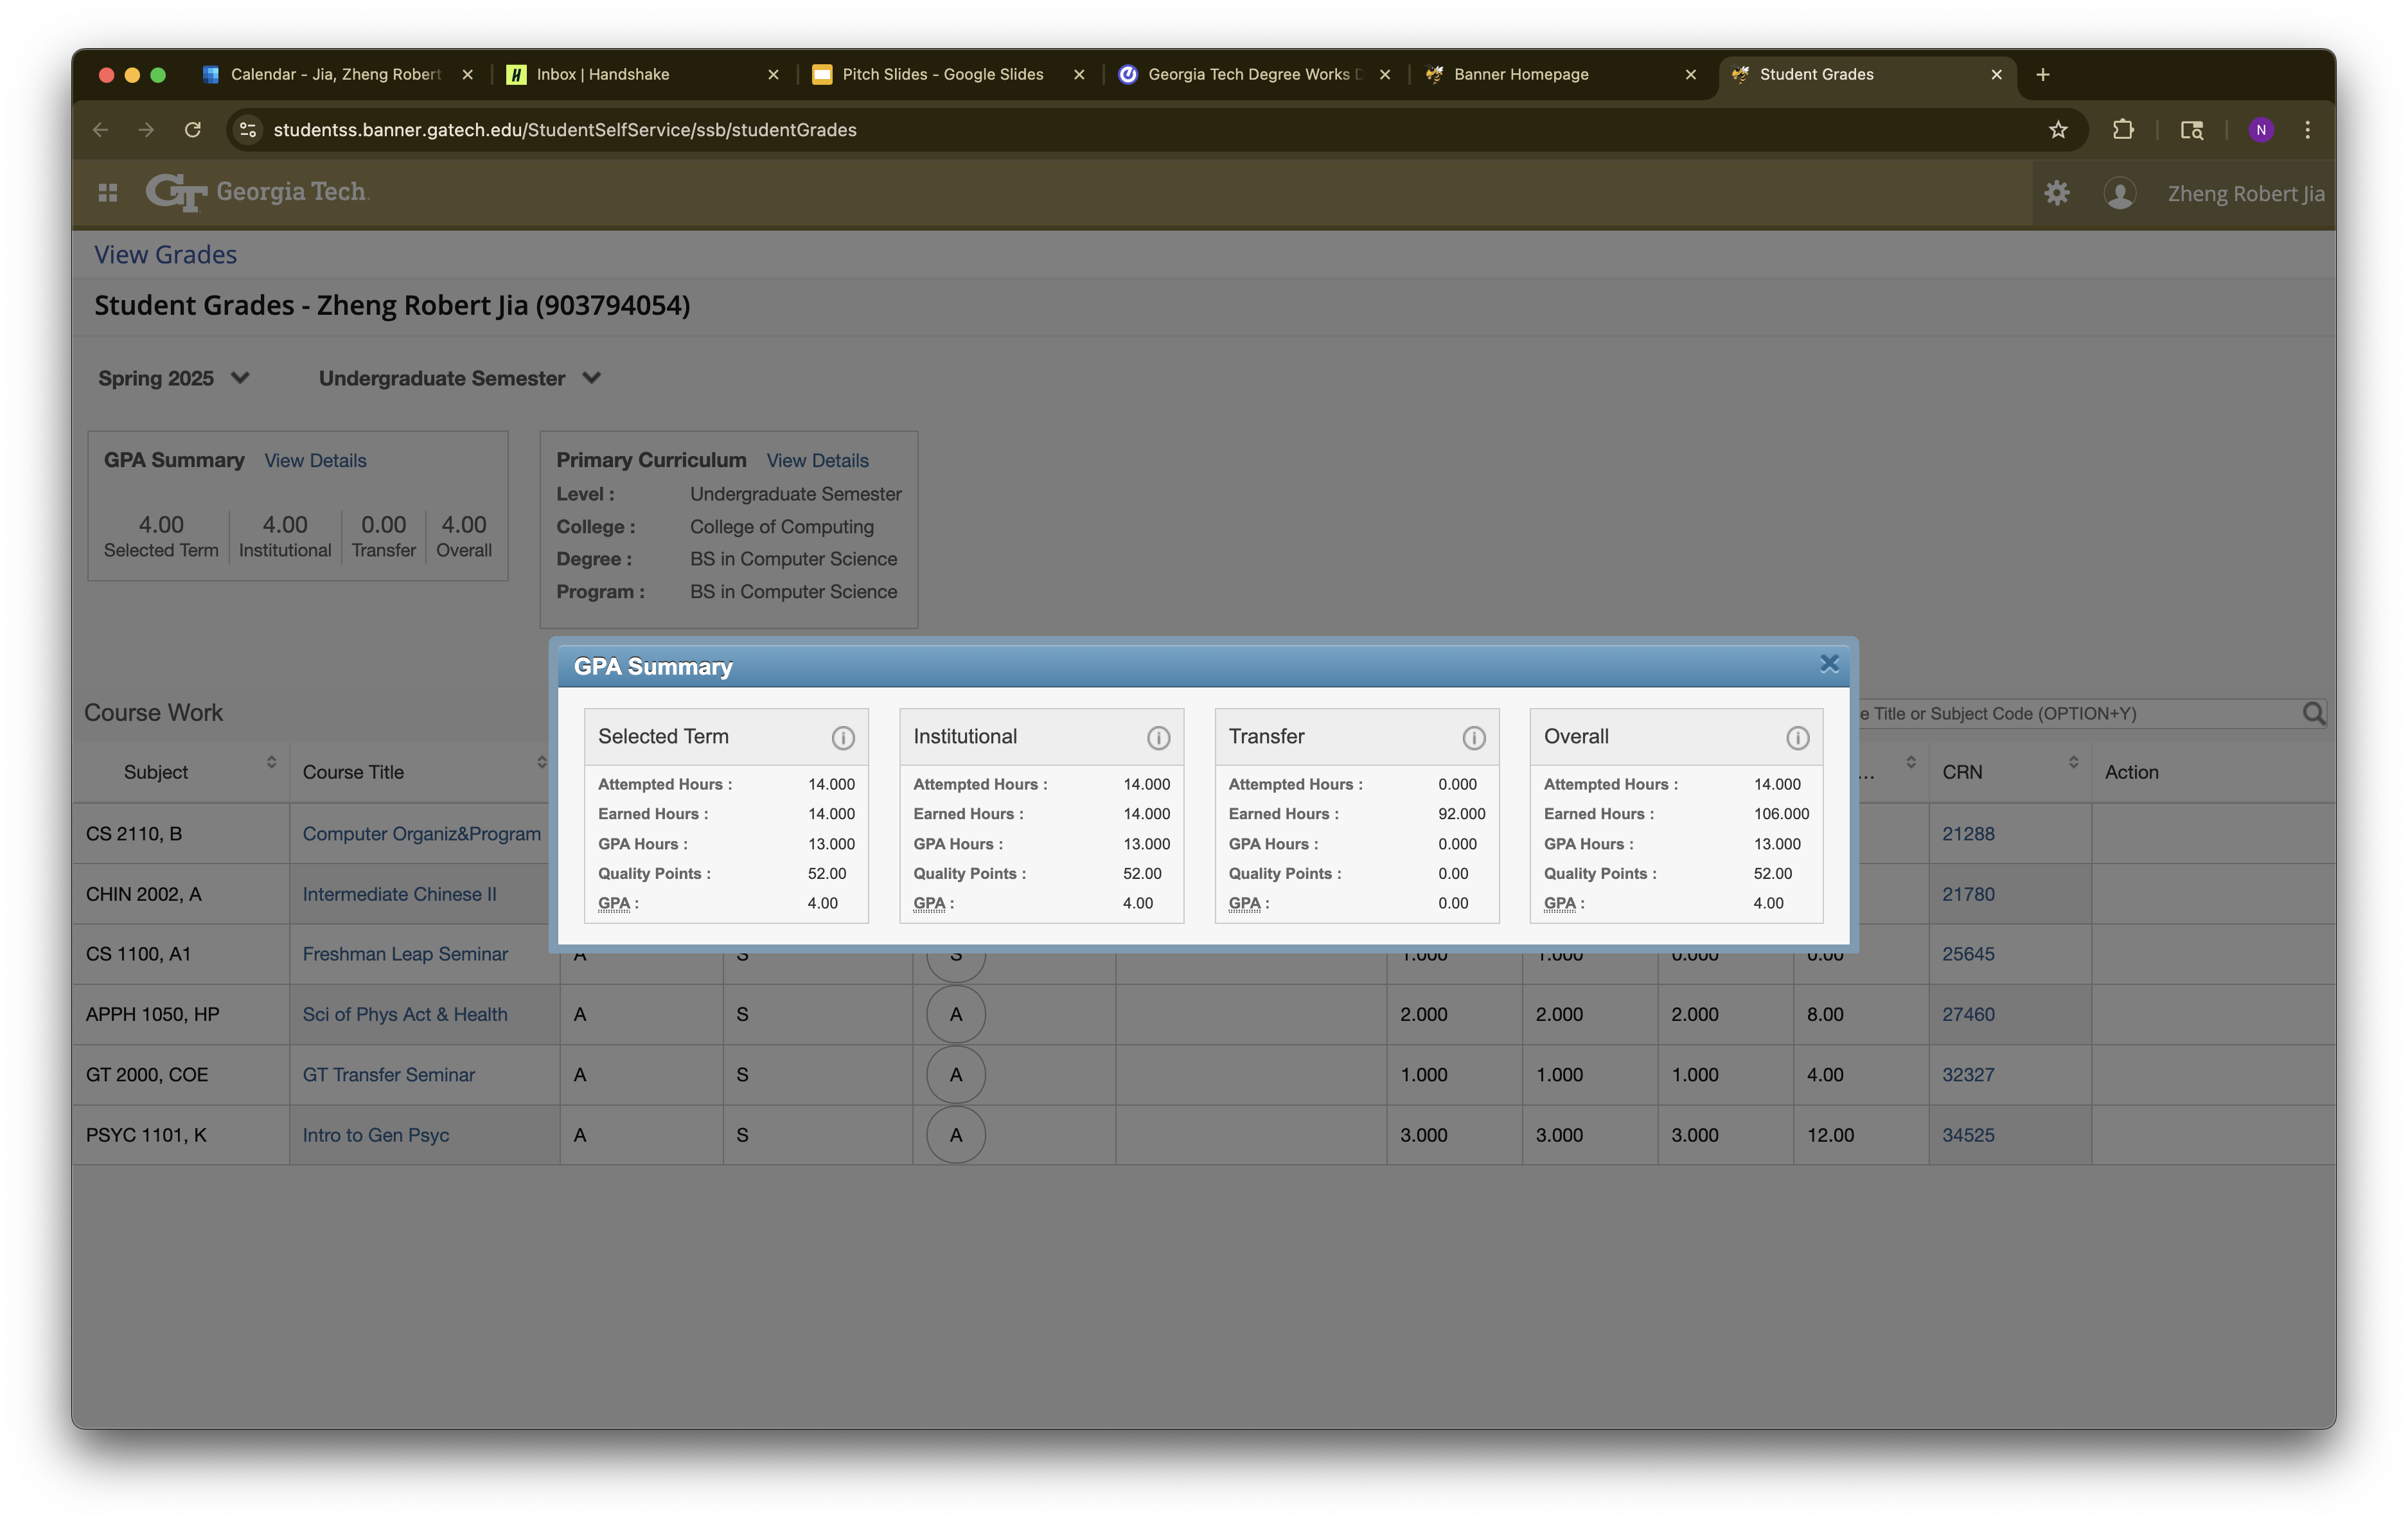 Calendar - Jia, Zheng Robert
Inbox | Handshake
Pitch Slides - Google Slides
Georgia Tech Degree Works D
Banner Homepage
Student Grades
studentss.banner.gatech.edu/StudentSelfService/ssb/studentGrades
N
GT Georgia Tech.
Zheng Robert Jia
View Grades
Student Grades - Zheng Robert Jia (903794054)
Spring 2025 Undergraduate Semester
GPA Summary View Details
4.00 4.00 0.00 4.00
Selected Term Institutional Transfer Overall
Primary Curriculum View Details
Level : Undergraduate Semester
College : College of Computing
Degree : BS in Computer Science
Program : BS in Computer Science
GPA Summary
Selected Term
Attempted Hours : 14.000
Earned Hours : 14.000
GPA Hours : 13.000
Quality Points : 52.00
GPA : 4.00
Institutional
Attempted Hours : 14.000
Earned Hours : 14.000
GPA Hours : 13.000
Quality Points : 52.00
GPA : 4.00
Transfer
Attempted Hours : 0.000
Earned Hours : 92.000
GPA Hours : 0.000
Quality Points : 0.00
GPA : 0.00
Overall
Attempted Hours : 14.000
Earned Hours : 106.000
GPA Hours : 13.000
Quality Points : 52.00
GPA : 4.00
Course Work
e Title or Subject Code (OPTION+Y)
Subject Course Title ... CRN Action
CS 2110, B Computer Organiz&Program 21288
CHIN 2002, A Intermediate Chinese II 21780
CS 1100, A1 Freshman Leap Seminar A S S 1.000 1.000 0.000 0.00 25645
APPH 1050, HP Sci of Phys Act & Health A S A 2.000 2.000 2.000 8.00 27460
GT 2000, COE GT Transfer Seminar A S A 1.000 1.000 1.000 4.00 32327
PSYC 1101, K Intro to Gen Psyc A S A 3.000 3.000 3.000 12.00 34525